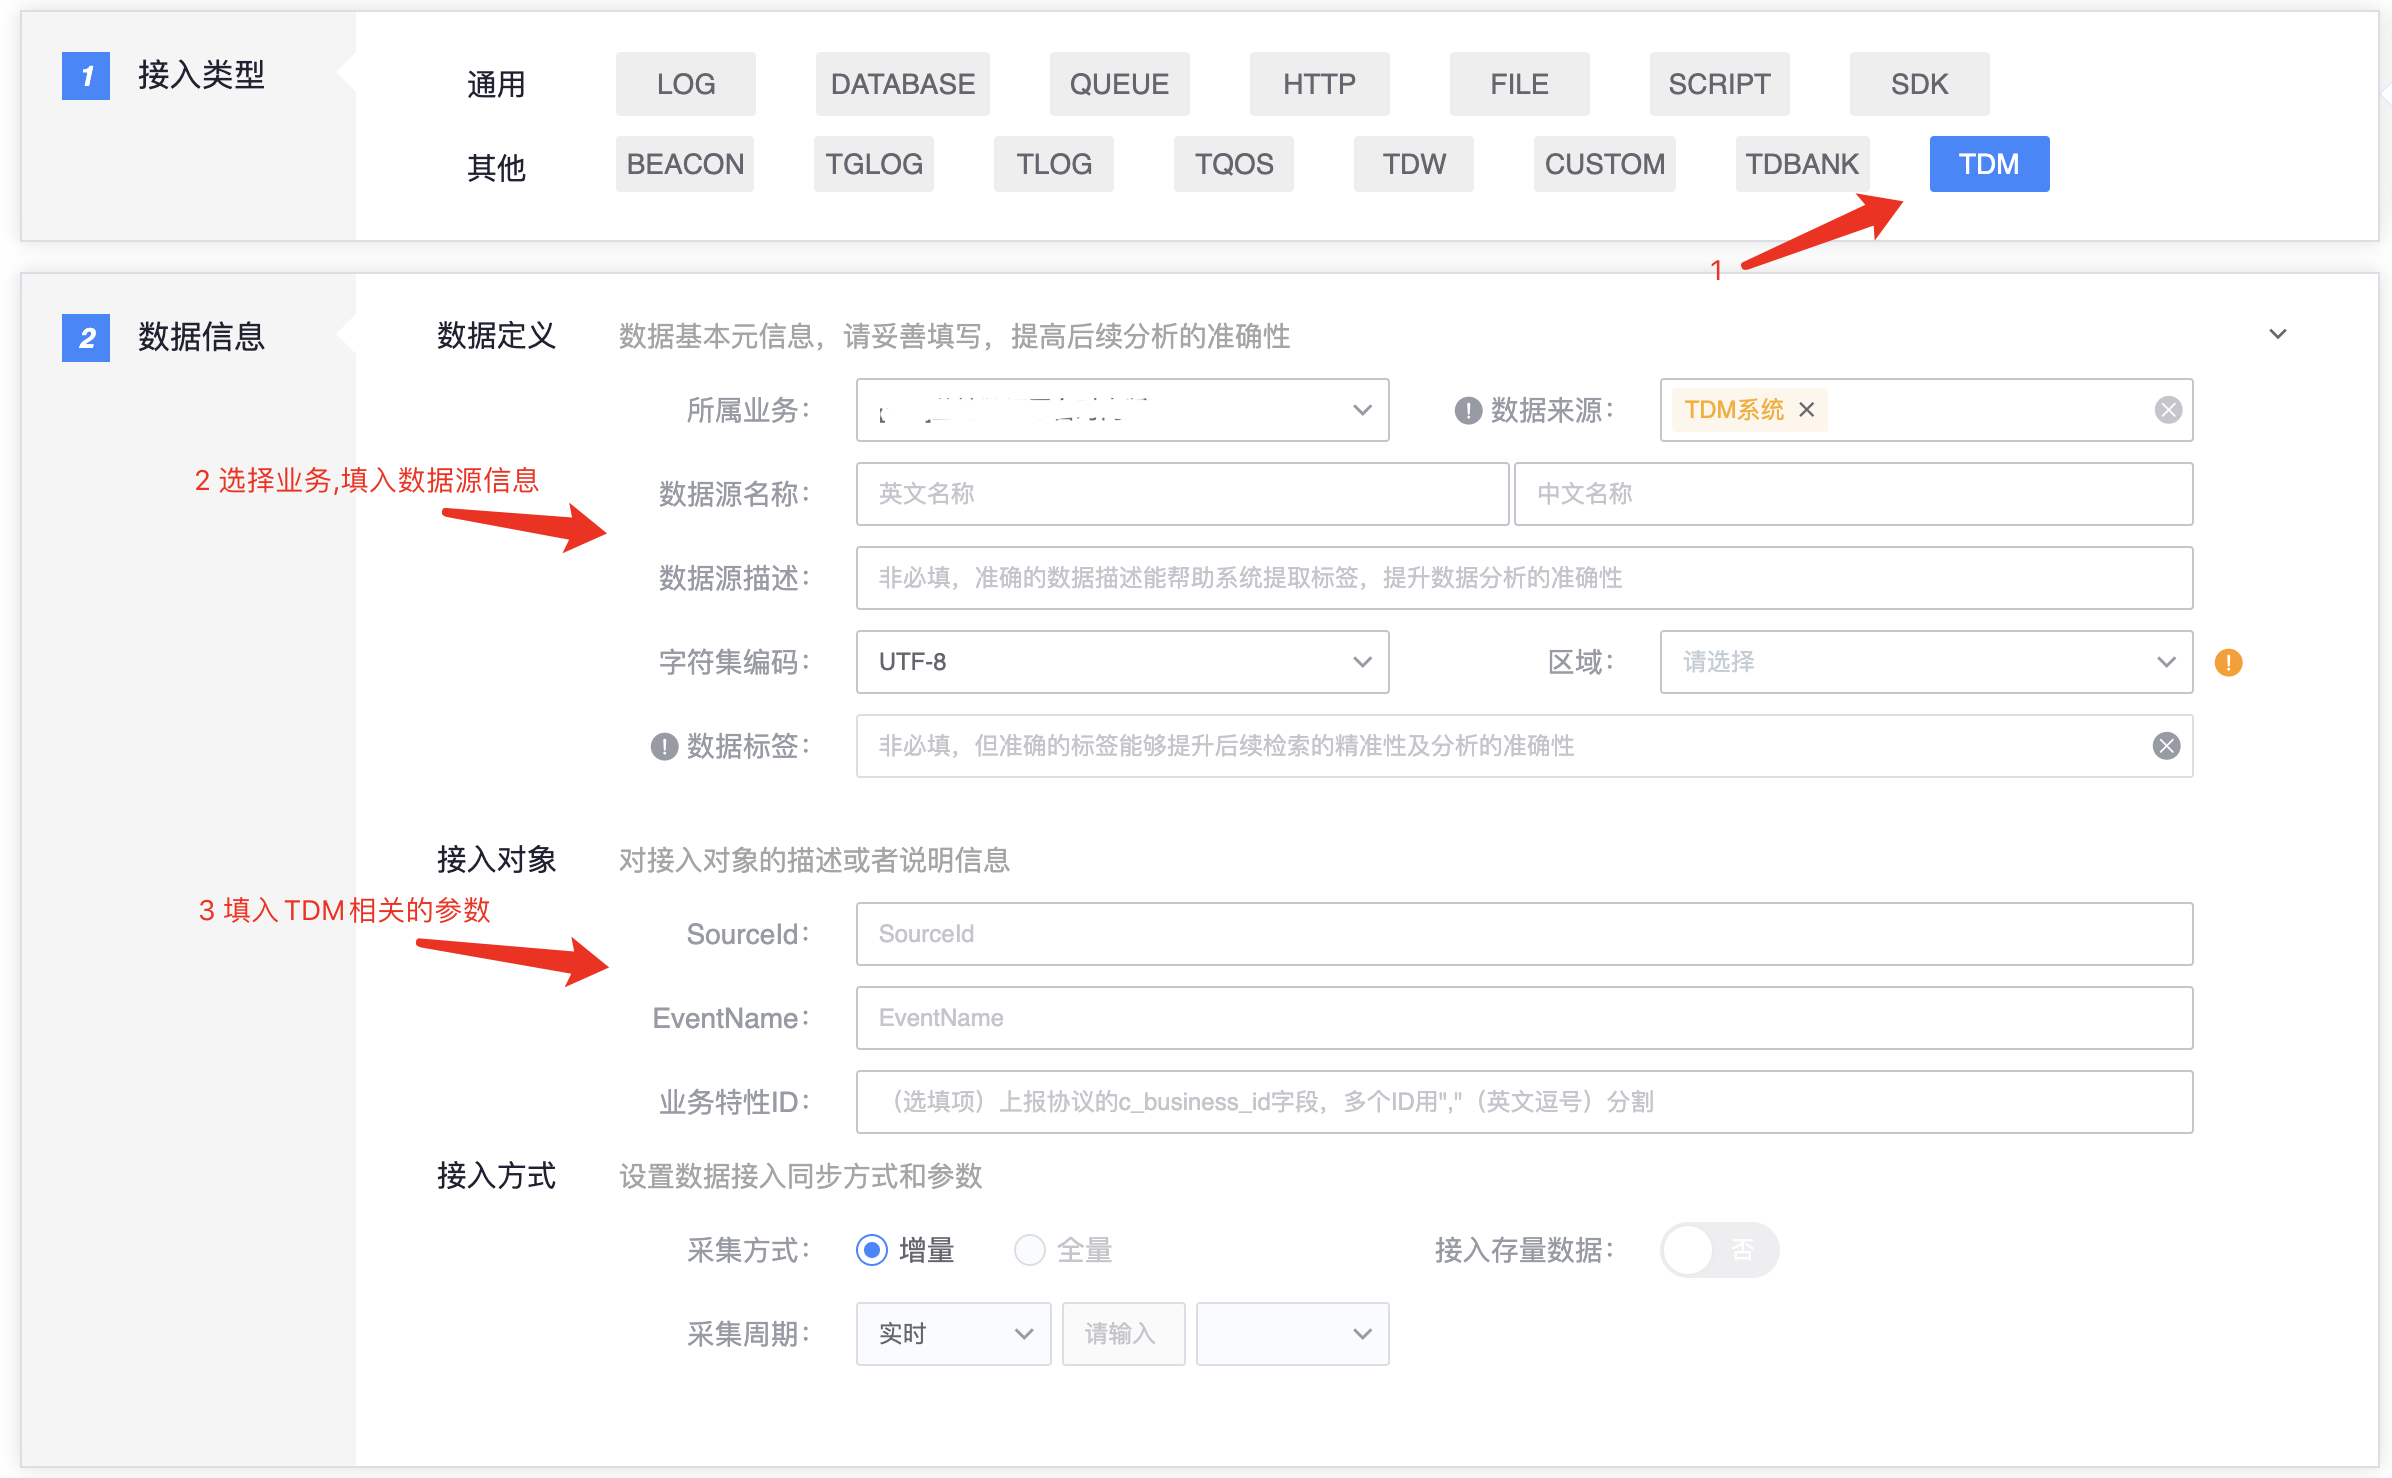 1 接入类型
通用 LOG DATABASE QUEUE HTTP FILE SCRIPT SDK
其他 BEACON TGLOG TLOG TQOS TDW CUSTOM TDBANK TDM
1
2 数据信息
数据定义 数据基本元信息，请妥善填写，提高后续分析的准确性
所属业务： 数据来源： TDM系统
2 选择业务,填入数据源信息
数据源名称： 英文名称 中文名称
数据源描述： 非必填，准确的数据描述能帮助系统提取标签，提升数据分析的准确性
字符集编码： UTF-8 区域： 请选择
数据标签： 非必填，但准确的标签能够提升后续检索的精准性及分析的准确性
接入对象 对接入对象的描述或者说明信息
3 填入TDM相关的参数
SourceId： SourceId
EventName： EventName
业务特性ID： （选填项）上报协议的c_business_id字段，多个ID用","（英文逗号）分割
接入方式 设置数据接入同步方式和参数
采集方式： 增量 全量 接入存量数据： 否
采集周期： 实时 请输入